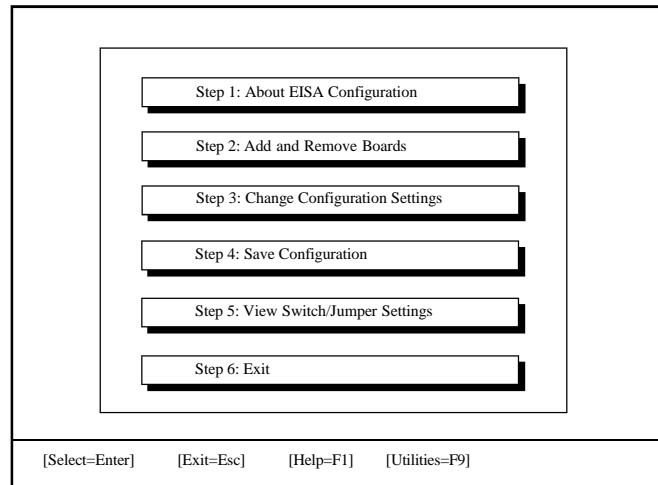 Step 1: About EISA Configuration
Step 2: Add and Remove Boards
Step 3: Change Configuration Settings
Step 4: Save Configuration
Step 5: View Switch/Jumper Settings
Step 6: Exit
[Select=Enter] [Exit=Esc] [Help=F1] [Utilities=F9]